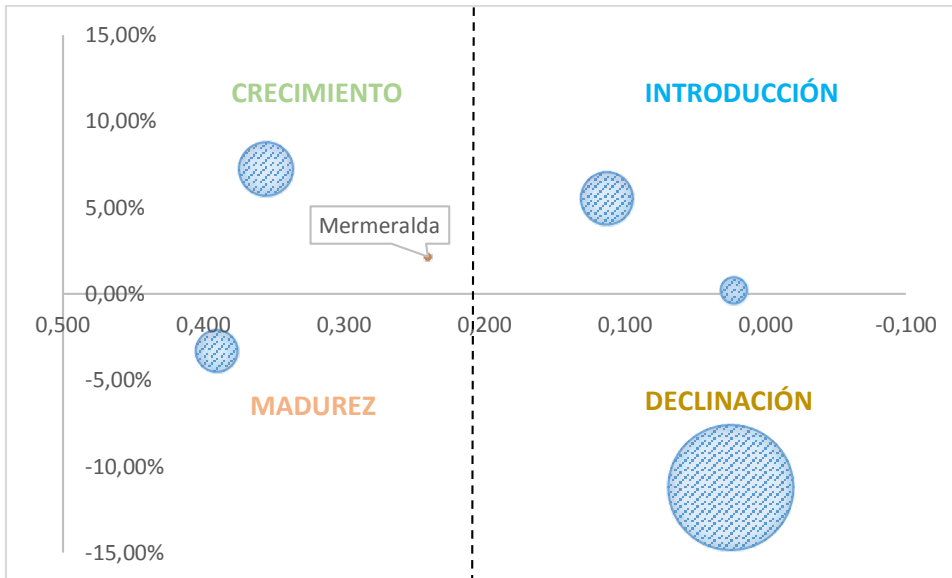 15,00%
CRECIMIENTO
INTRODUCCIÓN
10,00%
5,00%
Mermeralda
0,00%
0,500 0,400 0,300 0,200 0,100 0,000 -0,100
-5,00%
MADUREZ
DECLINACIÓN
-10,00%
-15,00%